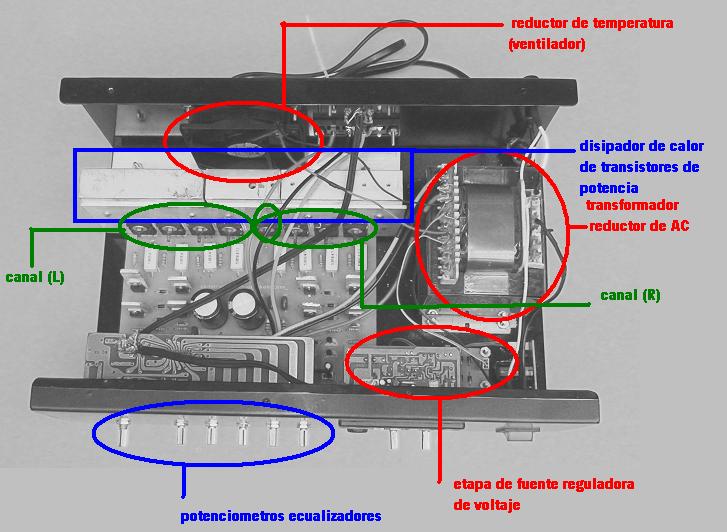 reductor de temperatura
(ventilador)
disipador de calor
de transistores de
potencia
transformador
reductor de AC
canal (L)
canal (R)
etapa de fuente reguladora
de voltaje
potenciometros ecualizadores